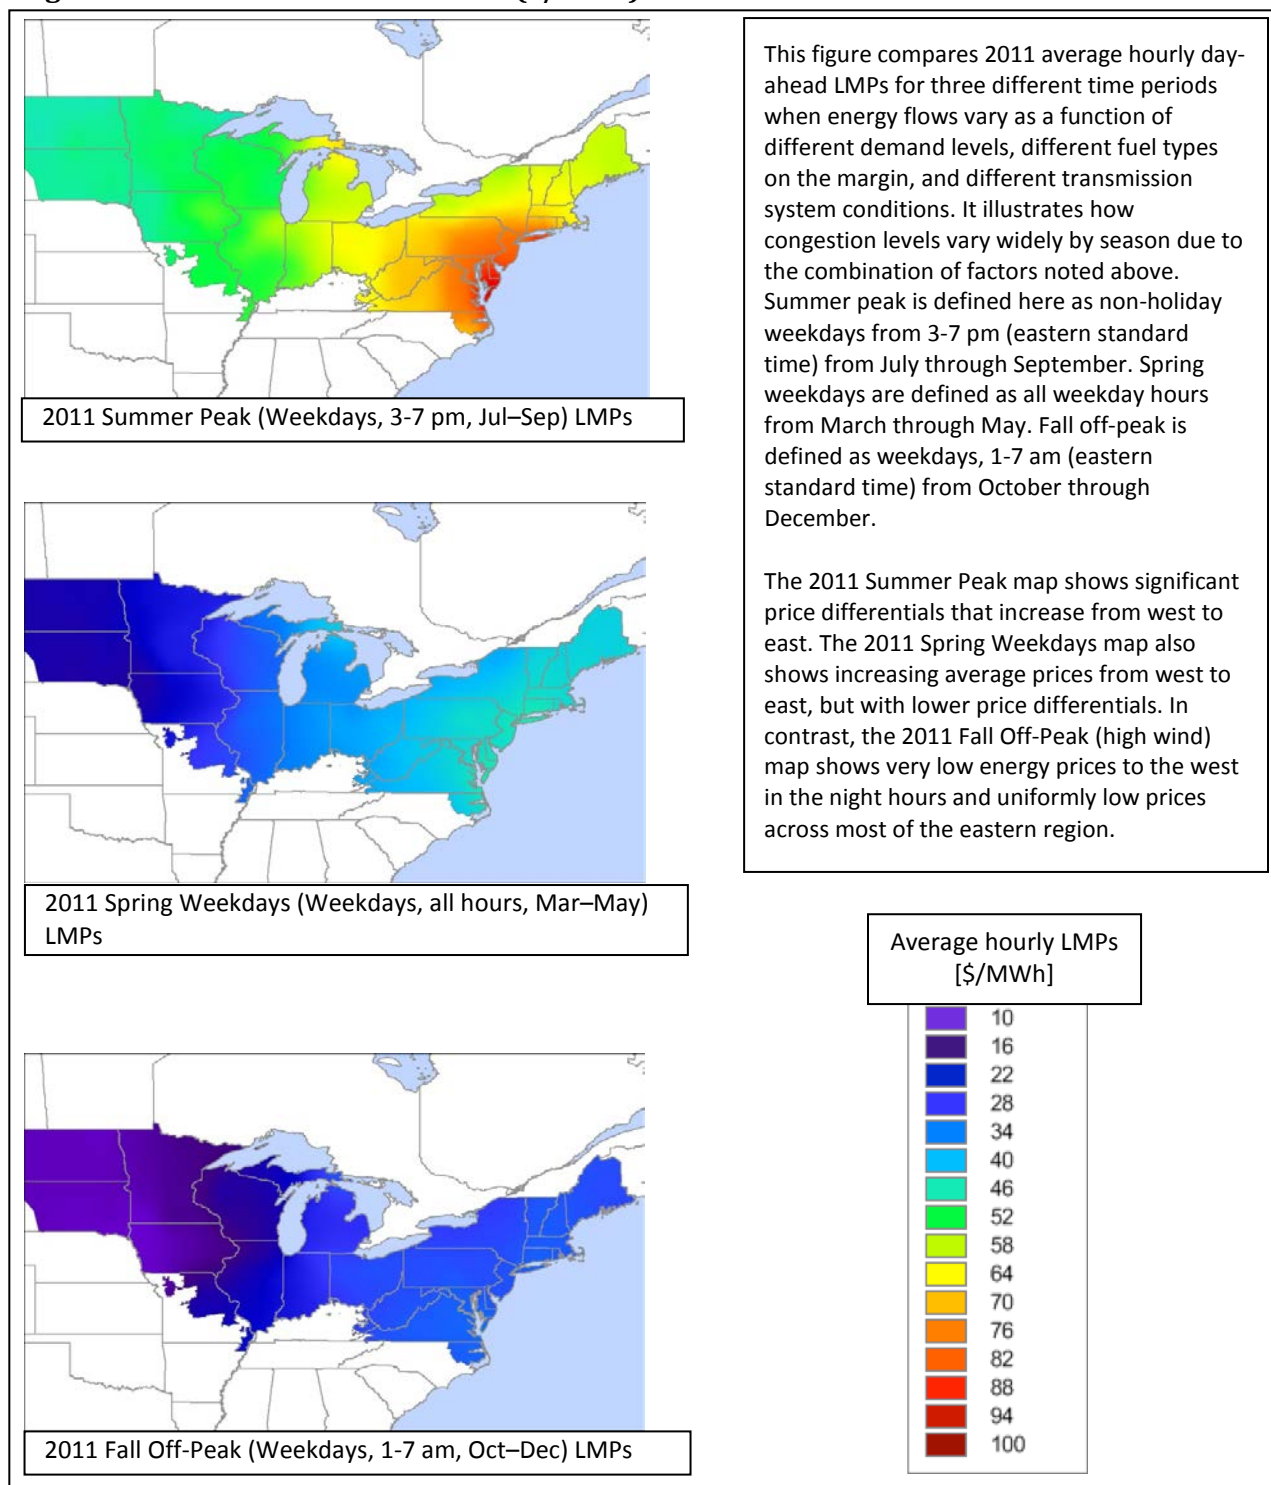 This figure compares 2011 average hourly day-
ahead LMPs for three different time periods
when energy flows vary as a function of
different demand levels, different fuel types
on the margin, and different transmission
system conditions. It illustrates how
congestion levels vary widely by season due to
the combination of factors noted above.
Summer peak is defined here as non-holiday
weekdays from 3-7 pm (eastern standard
time) from July through September. Spring
weekdays are defined as all weekday hours
from March through May. Fall off-peak is
defined as weekdays, 1-7 am (eastern
standard time) from October through
December.
The 2011 Summer Peak map shows significant
price differentials that increase from west to
east. The 2011 Spring Weekdays map also
shows increasing average prices from west to
east, but with lower price differentials. In
contrast, the 2011 Fall Off-Peak (high wind)
map shows very low energy prices to the west
in the night hours and uniformly low prices
across most of the eastern region.
2011 Summer Peak (Weekdays, 3-7 pm, Jul–Sep) LMPs
2011 Spring Weekdays (Weekdays, all hours, Mar–May)
LMPs
Average hourly LMPs
[$/MWh]
10
16
22
28
34
40
46
52
58
64
70
76
82
88
94
100
2011 Fall Off-Peak (Weekdays, 1-7 am, Oct–Dec) LMPs